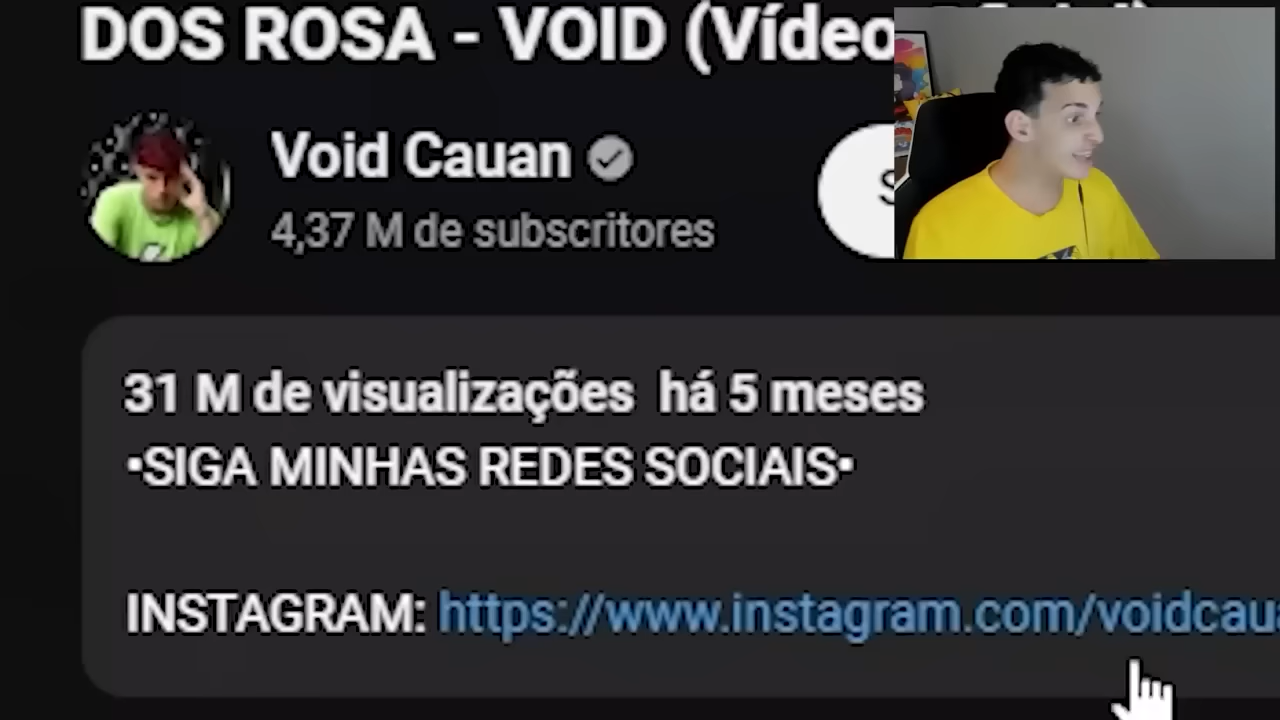 DOS ROSA - VOID (Vídeo
Void Cauan
4,37 M de subscritores
31 M de visualizações há 5 meses
•SIGA MINHAS REDES SOCIAIS•
INSTAGRAM: https://www.instagram.com/voidcau